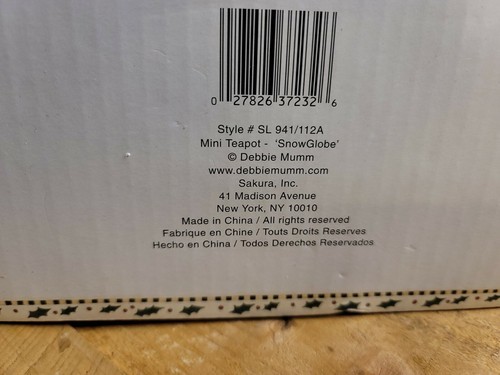 0 27826 37232 6
Style # SL 941/112A
Mini Teapot - 'SnowGlobe'
© Debbie Mumm
www.debbiemumm.com
Sakura, Inc.
41 Madison Avenue
New York, NY 10010
Made in China / All rights reserved
Fabrique en Chine / Touts Droits Reserves
Hecho en China / Todos Derechos Reservados